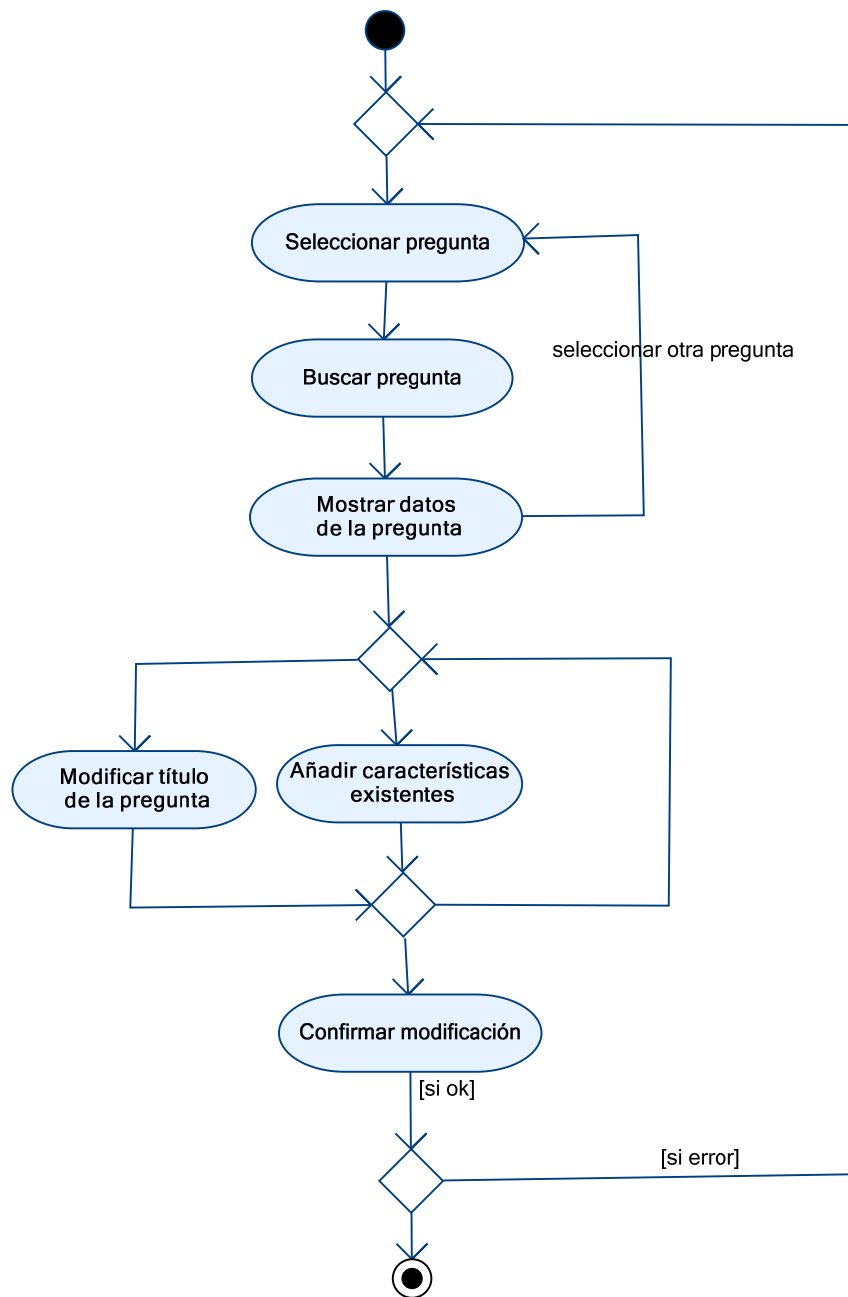 Seleccionar pregunta
seleccionar otra pregunta
Buscar pregunta
Mostrar datos
de la pregunta
Modificar título
de la pregunta
Añadir características
existentes
Confirmar modificación
[si ok]
[si error]